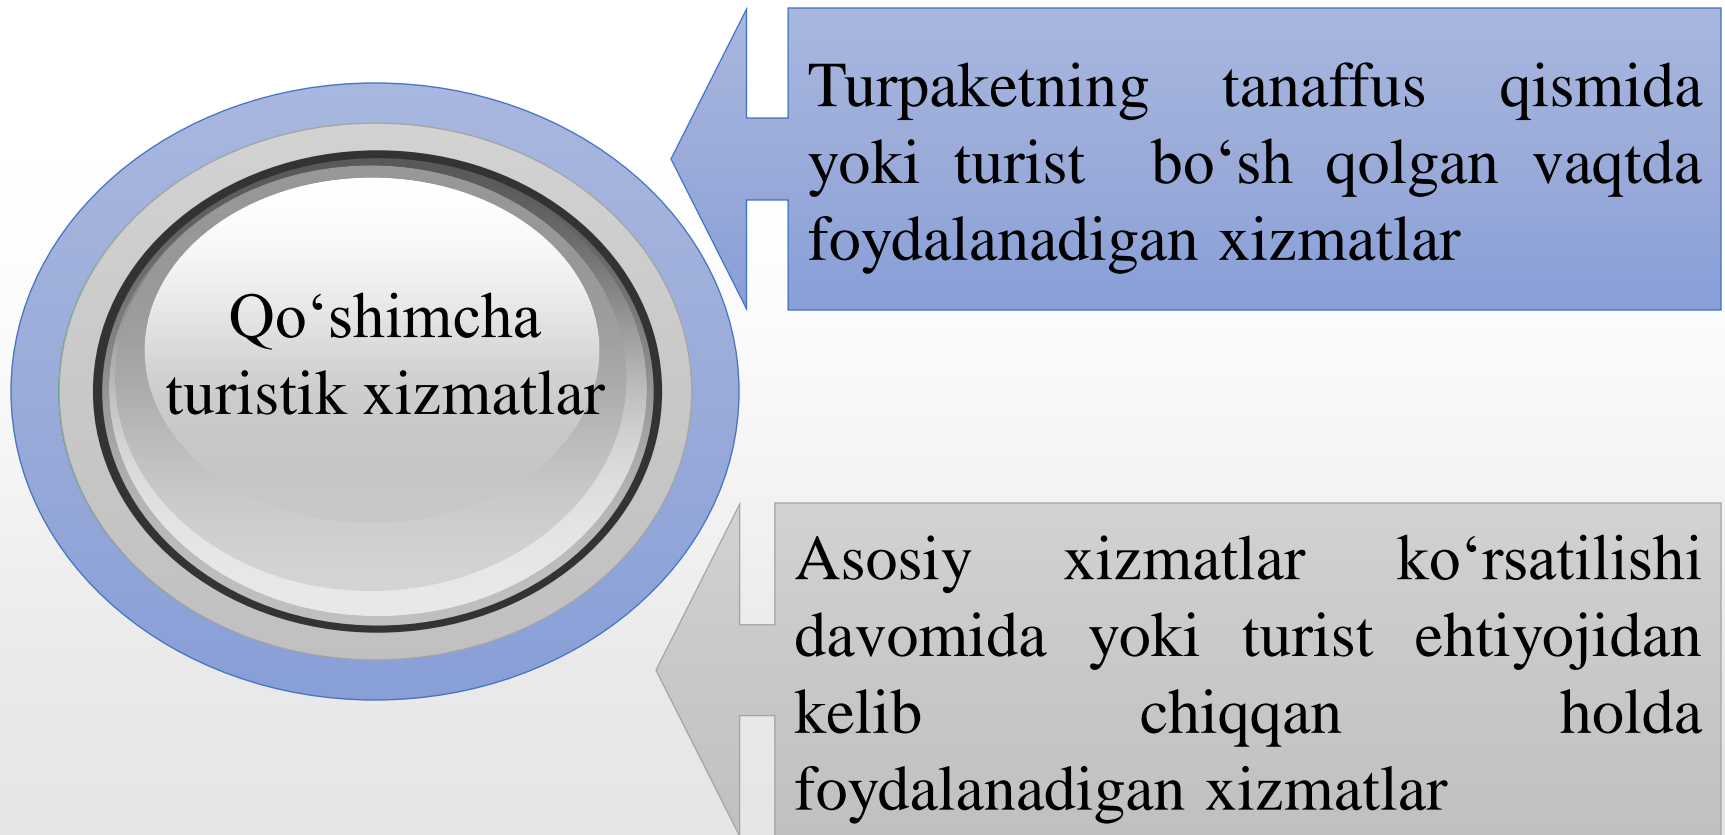 Qo‘shimcha
turistik xizmatlar
Turpaketning tanaffus qismida
yoki turist bo‘sh qolgan vaqtda
foydalanadigan xizmatlar
Asosiy xizmatlar ko‘rsatilishi
davomida yoki turist ehtiyojidan
kelib chiqqan holda
foydalanadigan xizmatlar